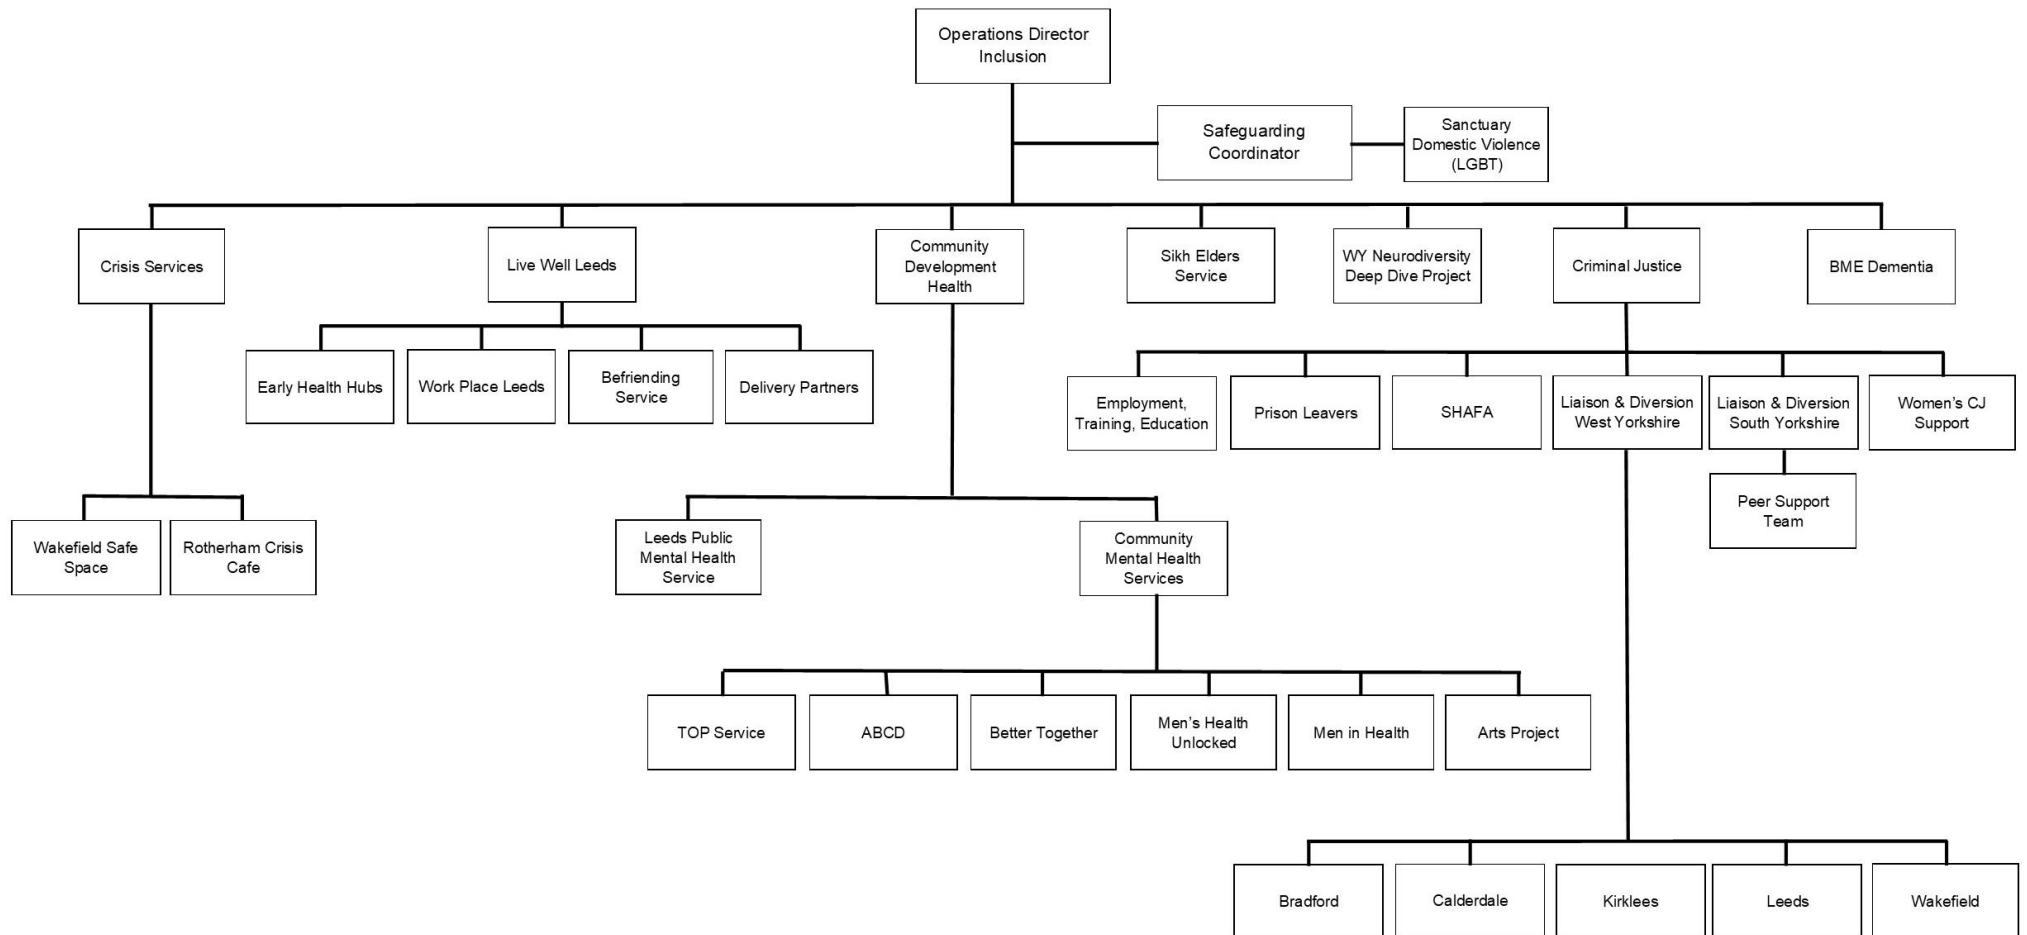 Operations Director
Inclusion
Safeguarding
Coordinator
Sanctuary
Domestic Violence
(LGBT)
Crisis Services
Live Well Leeds
Community
Development
Health
Sikh Elders
Service
WY Neurodiversity
Deep Dive Project
Criminal Justice
BME Dementia
Early Health Hubs
Work Place Leeds
Befriending
Service
Delivery Partners
Employment,
Training, Education
Prison Leavers
SHAFA
Liaison & Diversion
West Yorkshire
Liaison & Diversion
South Yorkshire
Women’s CJ
Support
Peer Support
Team
Wakefield Safe
Space
Rotherham Crisis
Cafe
Leeds Public
Mental Health
Service
Community
Mental Health
Services
TOP Service
ABCD
Better Together
Men’s Health
Unlocked
Men in Health
Arts Project
Bradford
Calderdale
Kirklees
Leeds
Wakefield